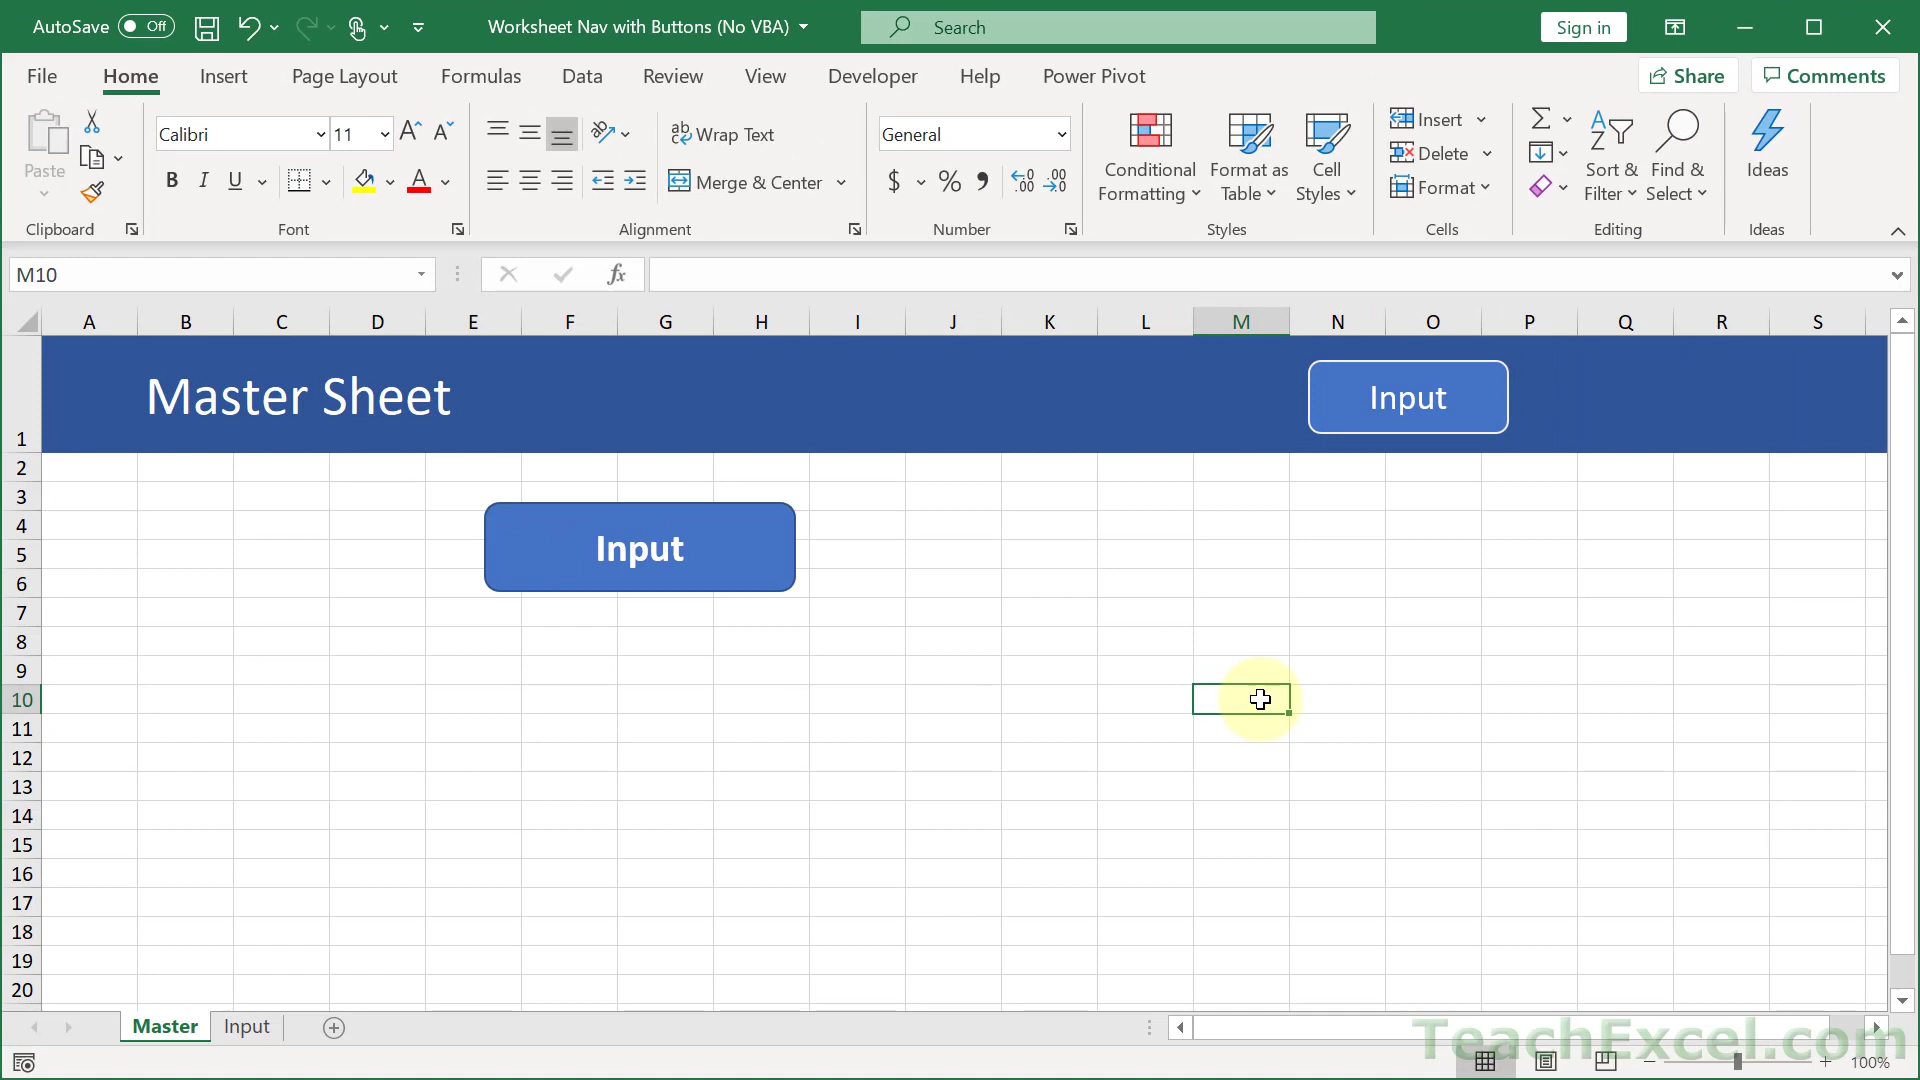 AutoSave Off Worksheet Nav with Buttons (No VBA) Search Sign in
File Home Insert Page Layout Formulas Data Review View Developer Help Power Pivot Share Comments
Paste
Calibri 11
Wrap Text
General
Conditional Formatting
Format as Table
Cell Styles
Insert
Delete
Format
Sort & Filter
Find & Select
Ideas
B I U
Merge & Center
$ % 9
Clipboard Font Alignment Number Styles Cells Editing Ideas
M10 fx
A B C D E F G H I J K L M N O P Q R S
Master Sheet
Input
1
2
3
4
Input
5
6
7
8
9
10
11
12
13
14
15
16
17
18
19
20
Master Input
TeachExcel.com
100%